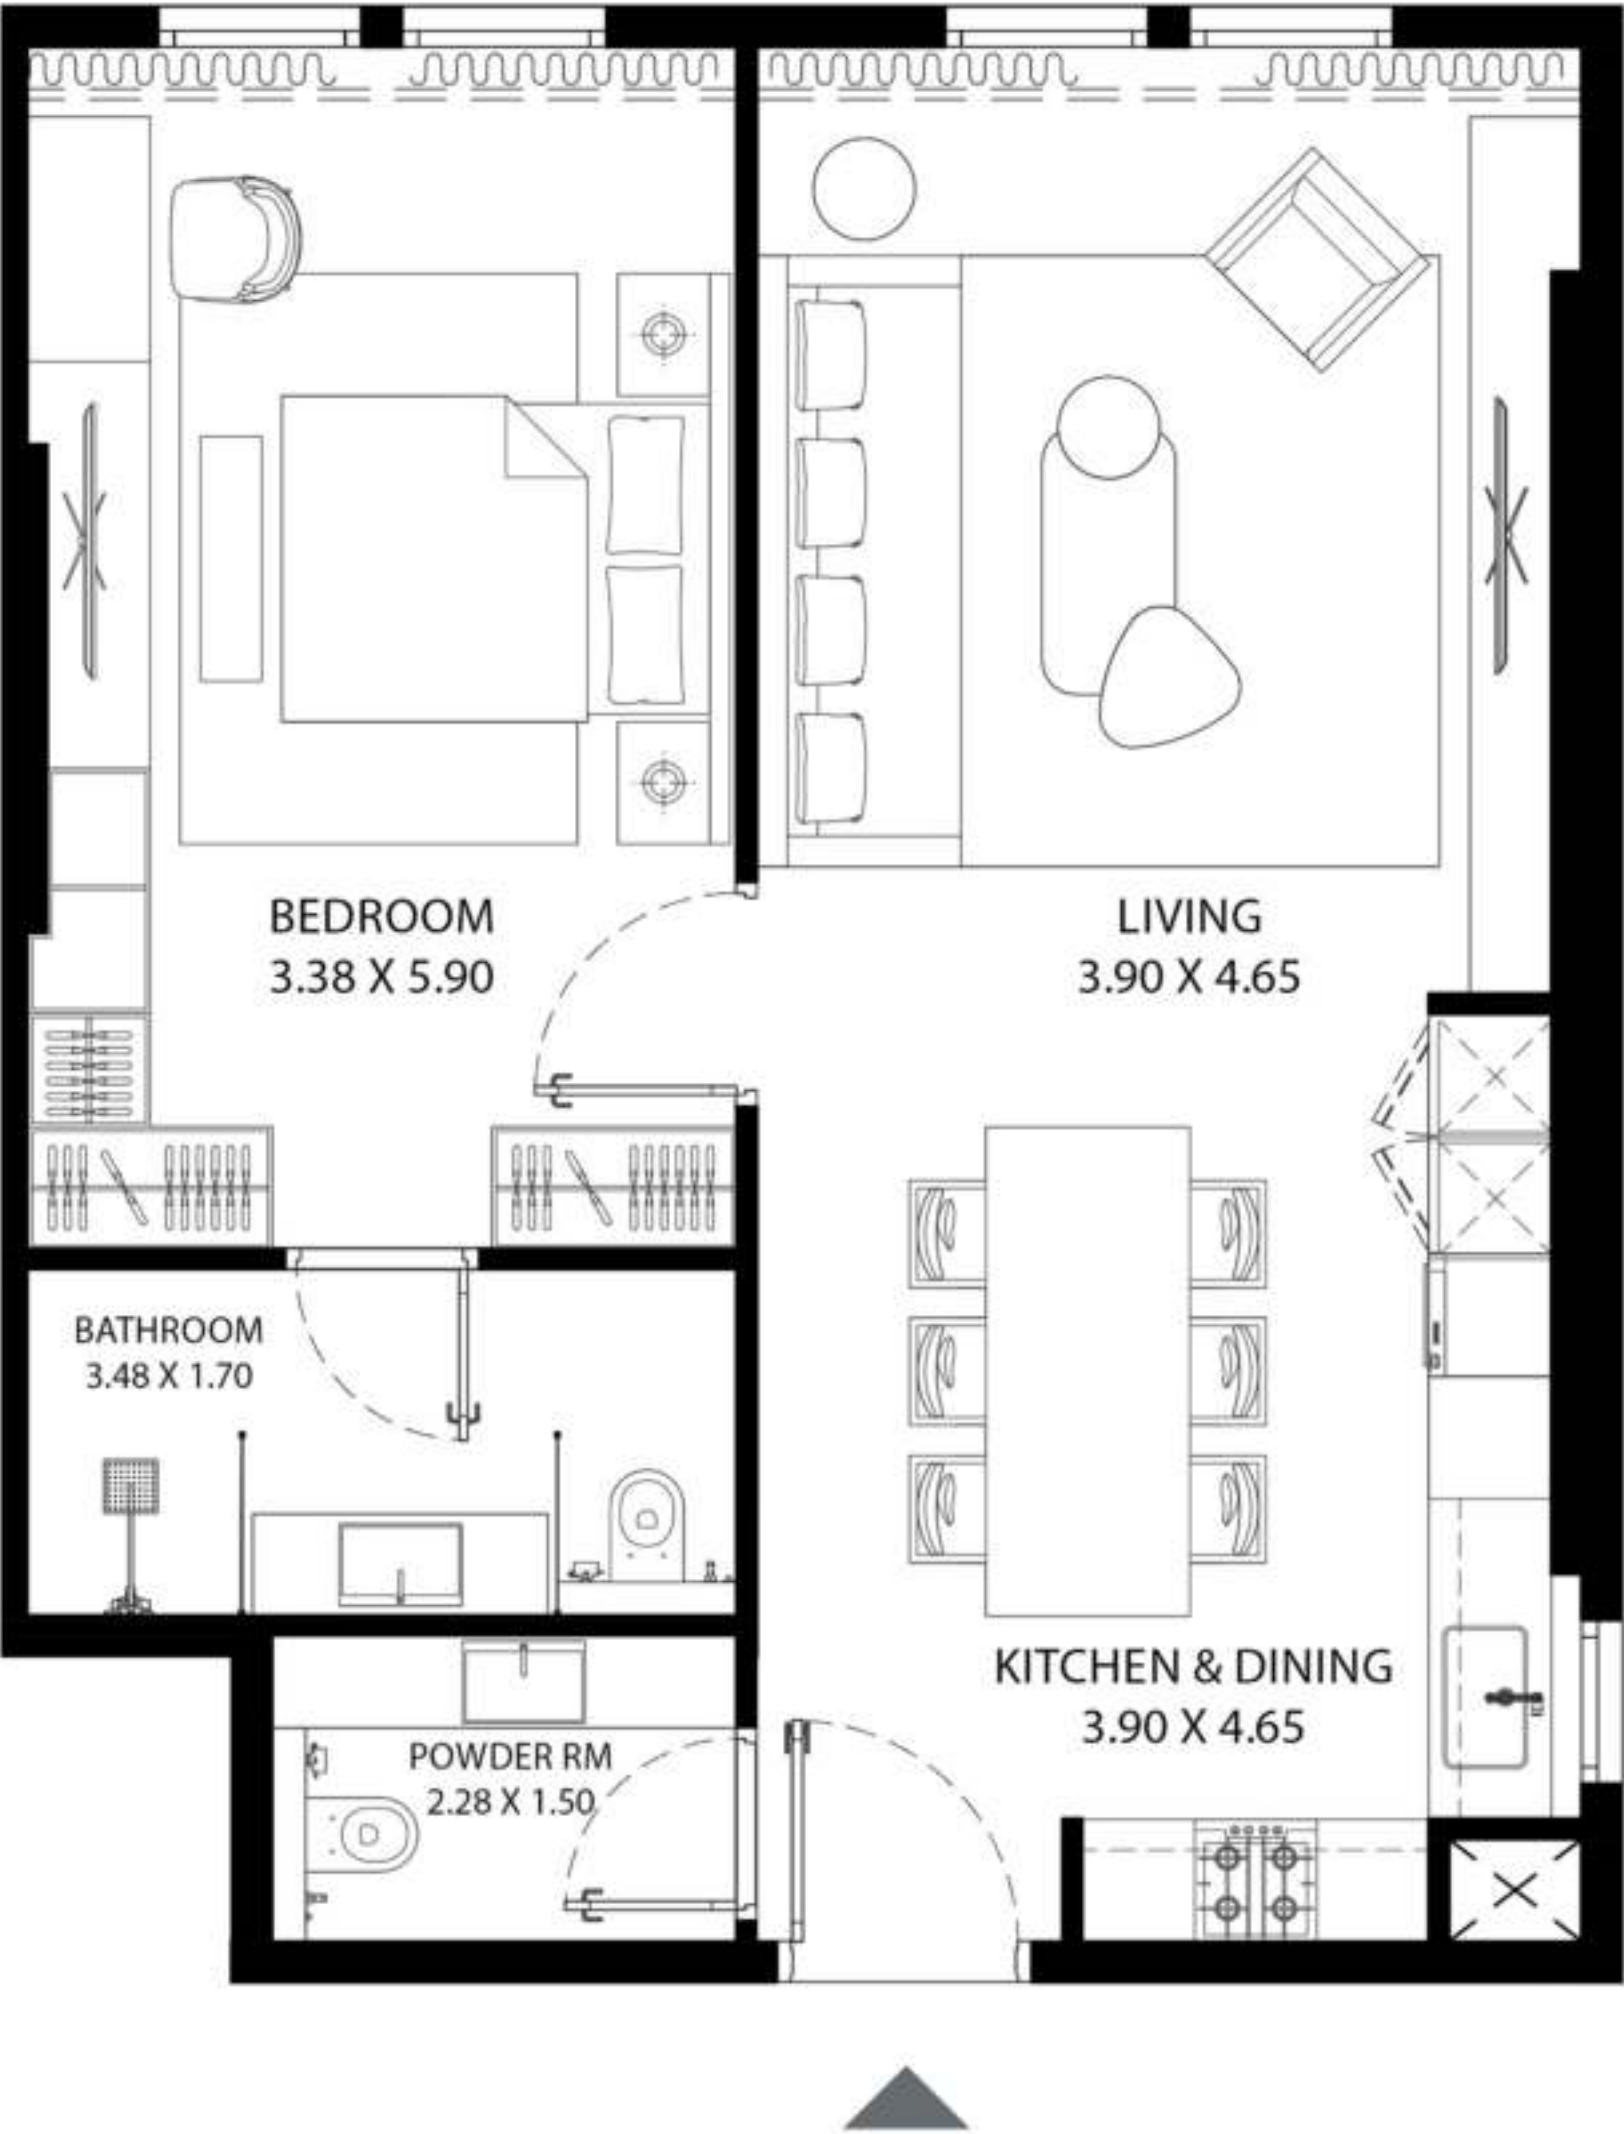 BEDROOM
3.38 X 5.90
LIVING
3.90 X 4.65
BATHROOM
3.48 X 1.70
KITCHEN & DINING
3.90 X 4.65
POWDER RM
2.28 X 1.50